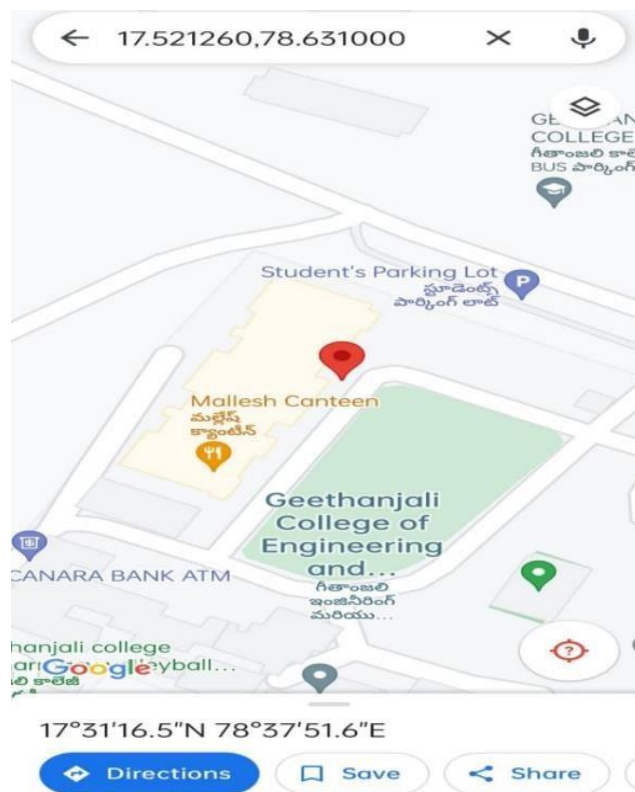 17.521260,78.631000
COLLEGE
BUS పార్కింగ్
Student's Parking Lot
స్టూడెంట్స్
పార్కింగ్ లాట్
P
Mallesh Canteen
మల్లేష్
క్యాంటీన్
Geethanjali
College of
Engineering
and...
గీతాంజలి
ఇంజినీరింగ్
మరియు...
CANARA BANK ATM
hanjali college
Google
17°31'16.5"N 78°37'51.6"E
Directions
Save
Share